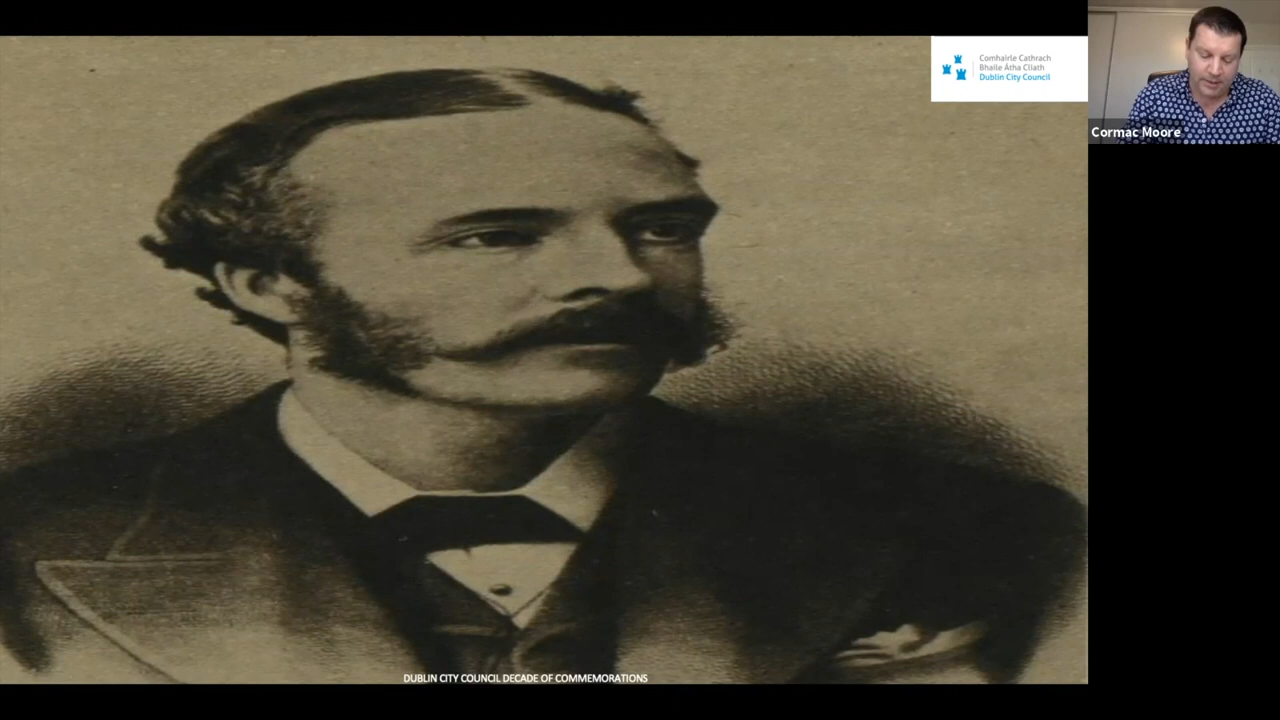 Comhairle Cathrach
Bhaile Átha Cliath
Dublin City Council
Cormac Moore
DUBLIN CITY COUNCIL DECADE OF COMMEMORATIONS